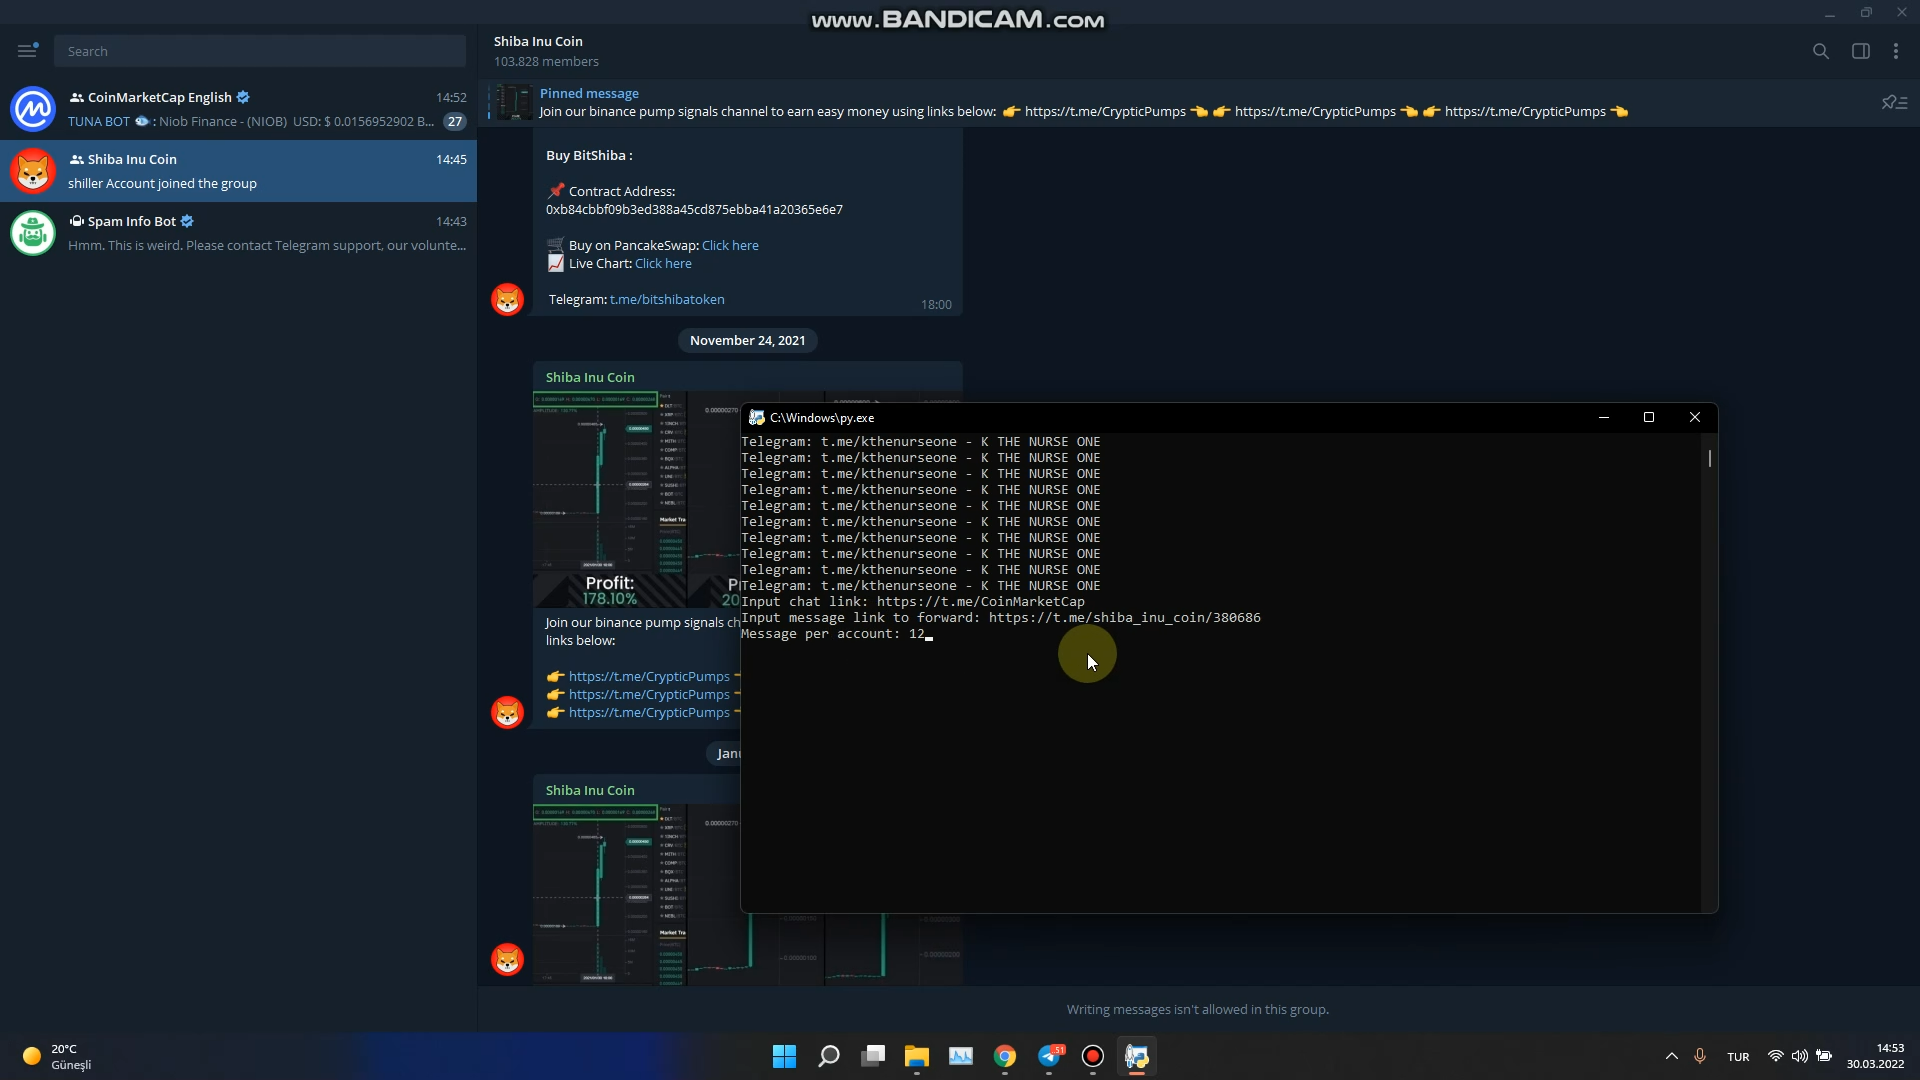 www.BANDICAM.com
Search
Shiba Inu Coin
103.828 members
CoinMarketCap English
14:52
TUNA BOT 🐟: Niob Finance - (NIOB) USD: $ 0.0156952902 B...
27
Shiba Inu Coin
14:45
shiller Account joined the group
Spam Info Bot
14:43
Hmm. This is weird. Please contact Telegram support, our volunte...
Pinned message
Join our binance pump signals channel to earn easy money using links below: 👉 https://t.me/CrypticPumps 👈 👉 https://t.me/CrypticPumps 👈 👉 https://t.me/CrypticPumps 👈
Buy BitShiba :
📌 Contract Address:
0xb84cbbf09b3ed388a45cd875ebba41a20365e6e7
🛒 Buy on PancakeSwap: Click here
📈 Live Chart: Click here
Telegram: t.me/bitshibatoken
18:00
November 24, 2021
Shiba Inu Coin
Market Tra
Profit:
178.10%
20
Join our binance pump signals ch
links below:
👉 https://t.me/CrypticPumps
👉 https://t.me/CrypticPumps
👉 https://t.me/CrypticPumps
Janu
Shiba Inu Coin
0.00000270
Market Tra
C:\Windows\py.exe
Telegram: t.me/kthenurseone - K THE NURSE ONE
Telegram: t.me/kthenurseone - K THE NURSE ONE
Telegram: t.me/kthenurseone - K THE NURSE ONE
Telegram: t.me/kthenurseone - K THE NURSE ONE
Telegram: t.me/kthenurseone - K THE NURSE ONE
Telegram: t.me/kthenurseone - K THE NURSE ONE
Telegram: t.me/kthenurseone - K THE NURSE ONE
Telegram: t.me/kthenurseone - K THE NURSE ONE
Telegram: t.me/kthenurseone - K THE NURSE ONE
Telegram: t.me/kthenurseone - K THE NURSE ONE
Input chat link: https://t.me/CoinMarketCap
Input message link to forward: https://t.me/shiba_inu_coin/380686
Message per account: 12
Writing messages isn't allowed in this group.
20°C
Güneşli
51
TUR
14:53
30.03.2022